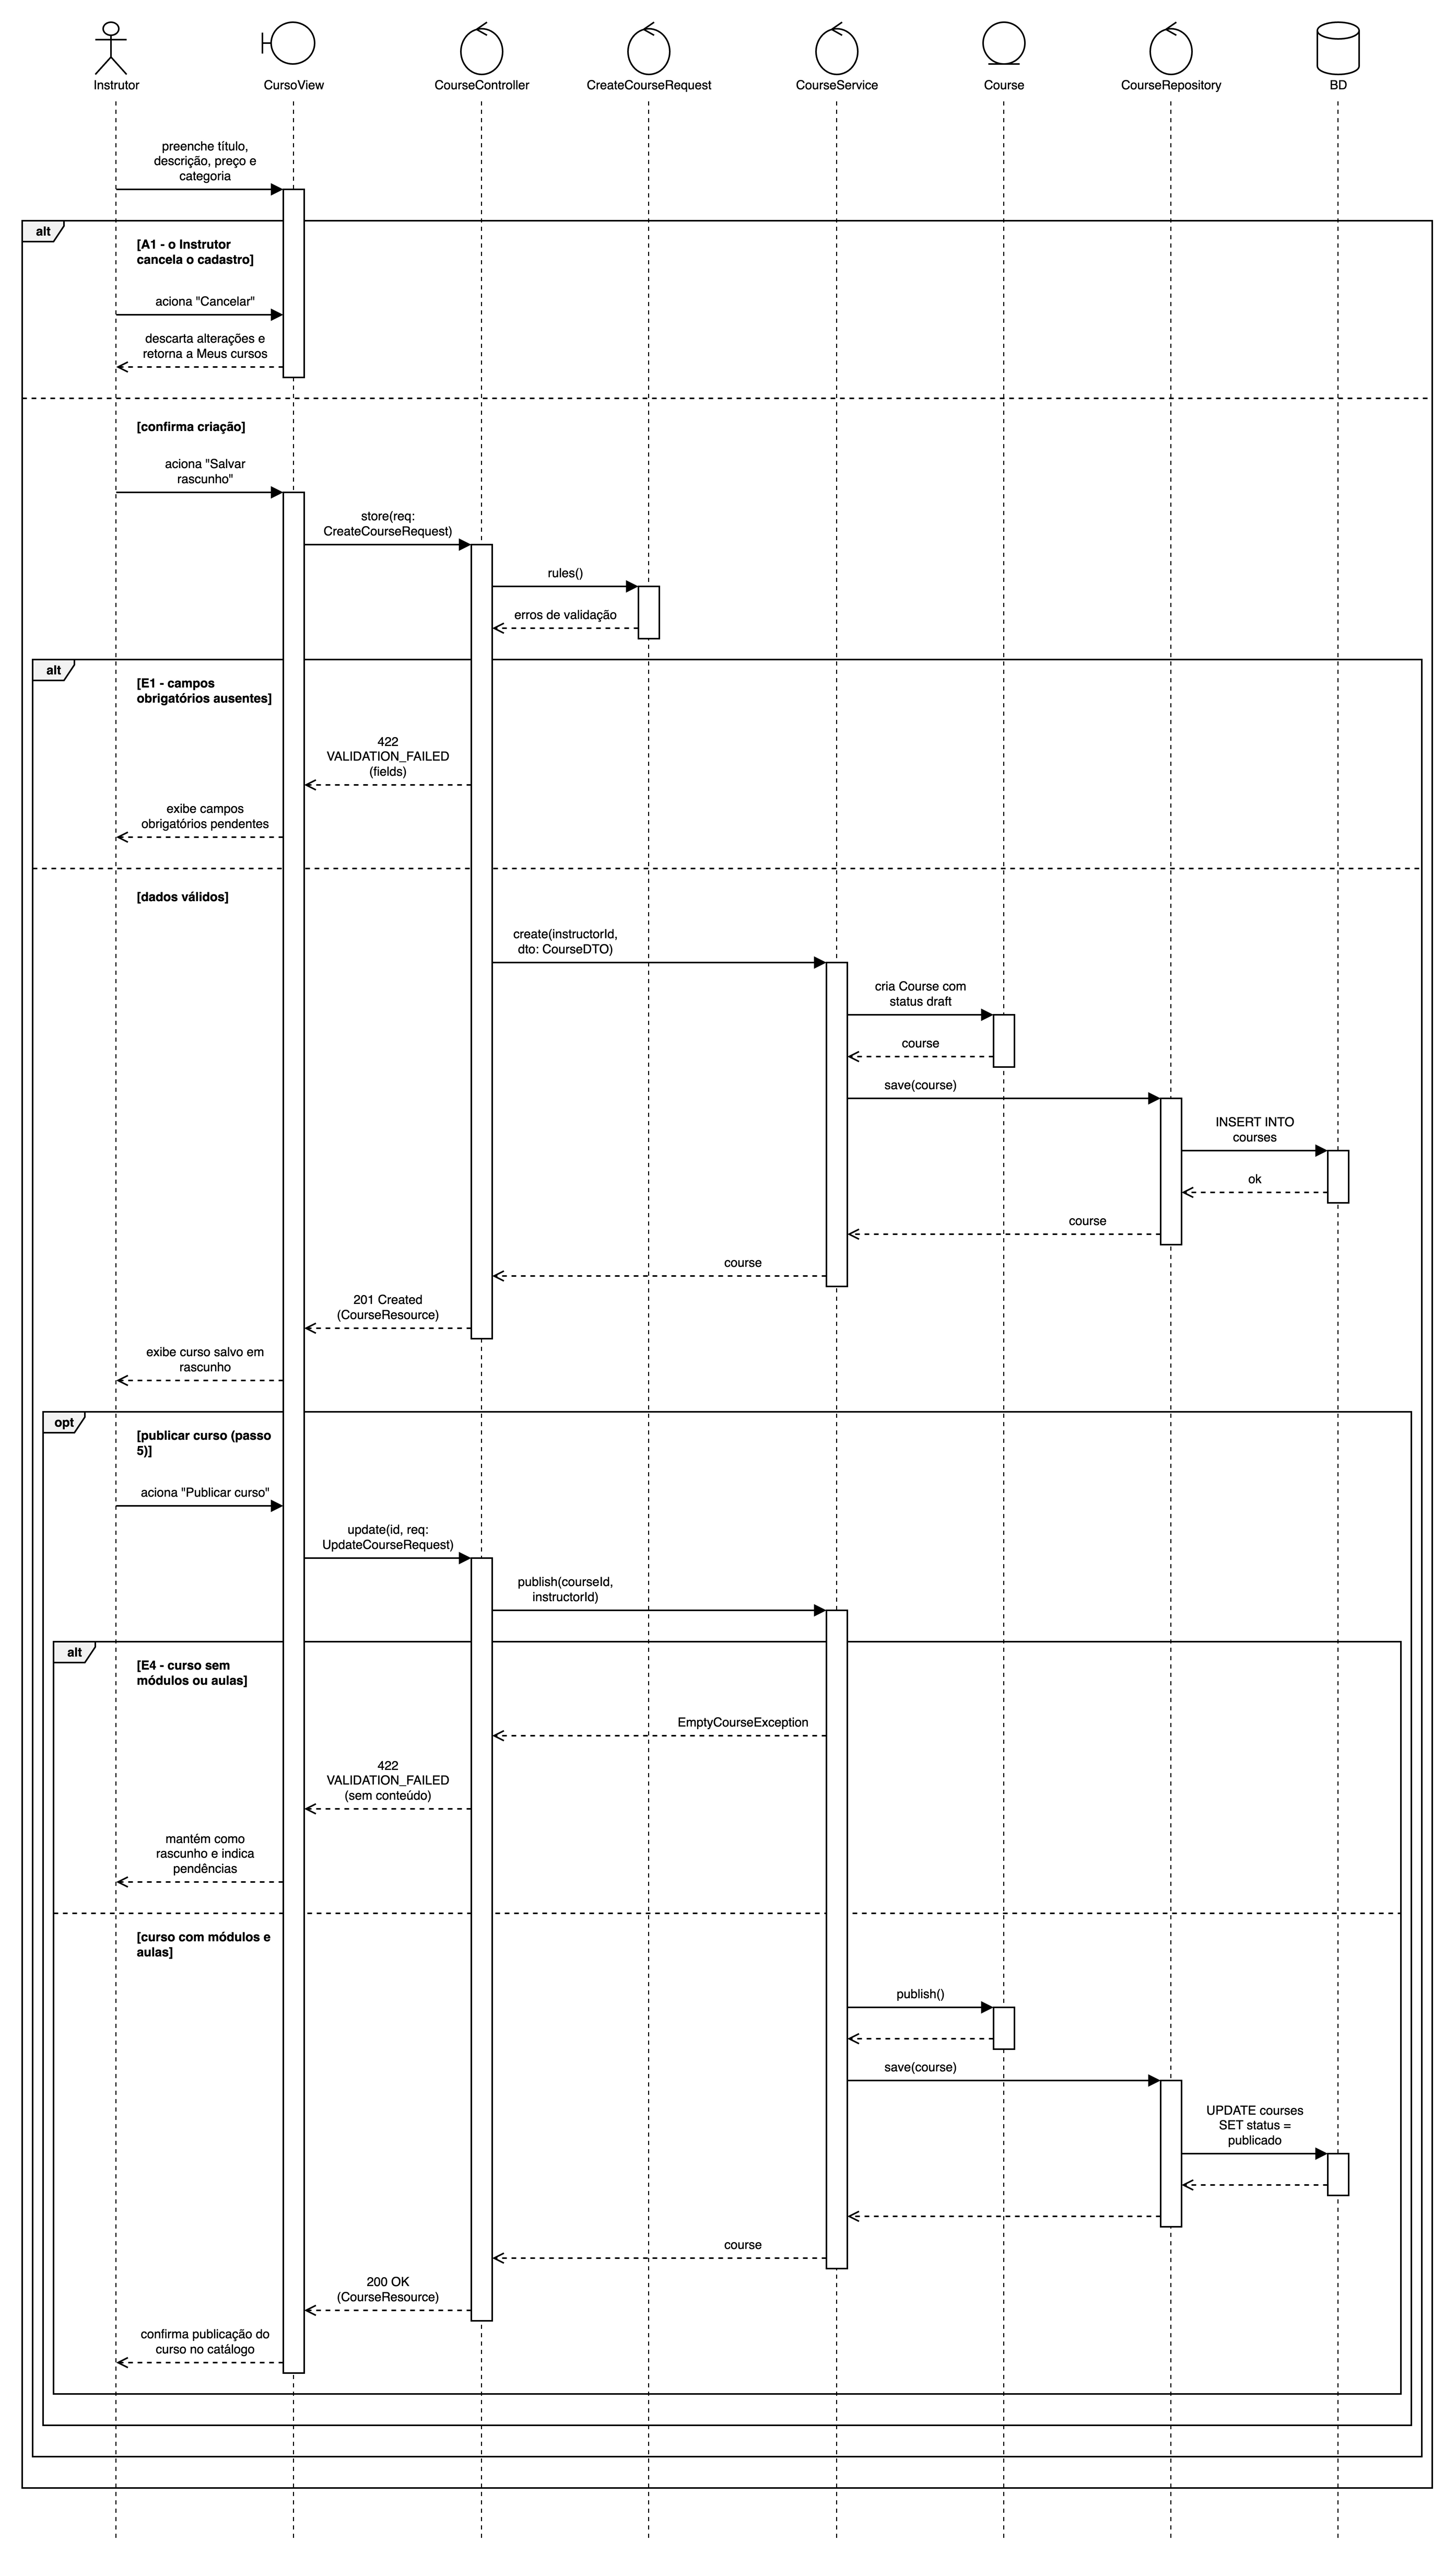 Instrutor
CursoView
CourseController
CreateCourseRequest
CourseService
Course
CourseRepository
BD
preenche título,
descrição, preço e
categoria
alt
[A1 - o Instrutor
cancela o cadastro]
aciona "Cancelar"
descarta alterações e
retorna a Meus cursos
[confirma criação]
aciona "Salvar
rascunho"
store(req:
CreateCourseRequest)
rules()
erros de validação
alt
[E1 - campos
obrigatórios ausentes]
422
VALIDATION_FAILED
(fields)
exibe campos
obrigatórios pendentes
[dados válidos]
create(instructorId,
dto: CourseDTO)
cria Course com
status draft
course
save(course)
INSERT INTO
courses
ok
course
course
201 Created
(CourseResource)
exibe curso salvo em
rascunho
opt
[publicar curso (passo
5)]
aciona "Publicar curso"
update(id, req:
UpdateCourseRequest)
publish(courseId,
instructorId)
alt
[E4 - curso sem
módulos ou aulas]
EmptyCourseException
422
VALIDATION_FAILED
(sem conteúdo)
mantém como
rascunho e indica
pendências
[curso com módulos e
aulas]
publish()
save(course)
UPDATE courses
SET status =
publicado
course
200 OK
(CourseResource)
confirma publicação do
curso no catálogo